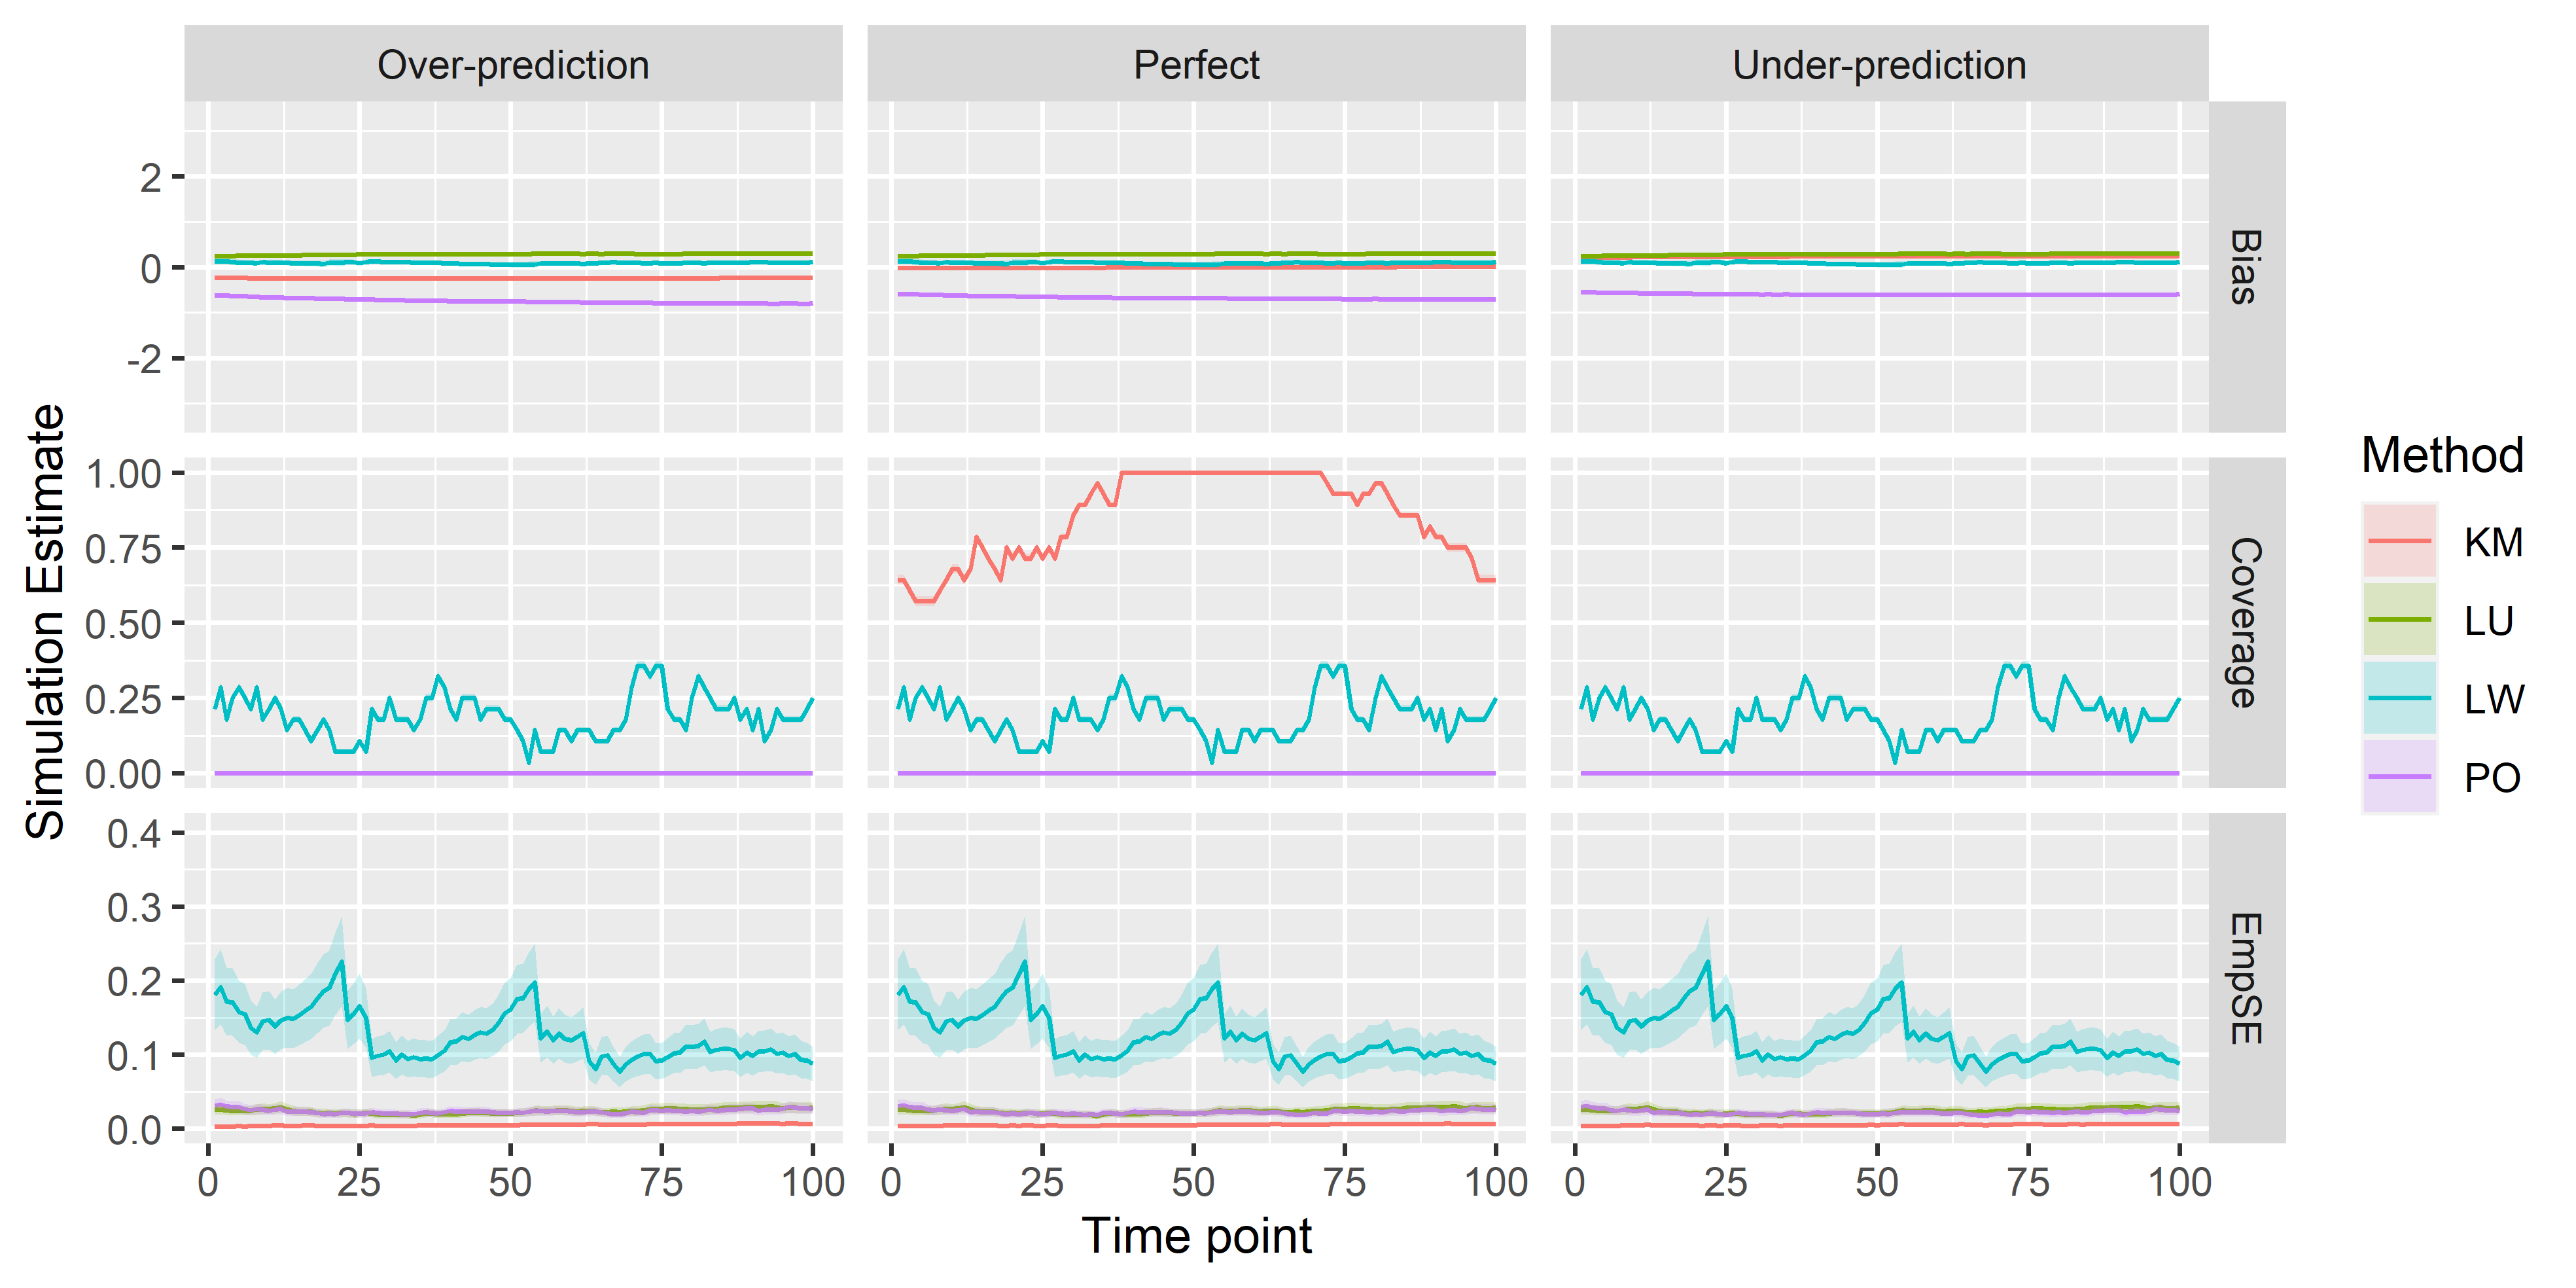 Over-prediction
Perfect
Under-prediction
Simulation Estimate
2
0
-2
Bias
1.00
0.75
0.50
0.25
0.00
Coverage
0.4
0.3
0.2
0.1
0.0
EmpSE
0 25 50 75 100
0 25 50 75 100
0 25 50 75 100
Time point
Method
KM
LU
LW
PO